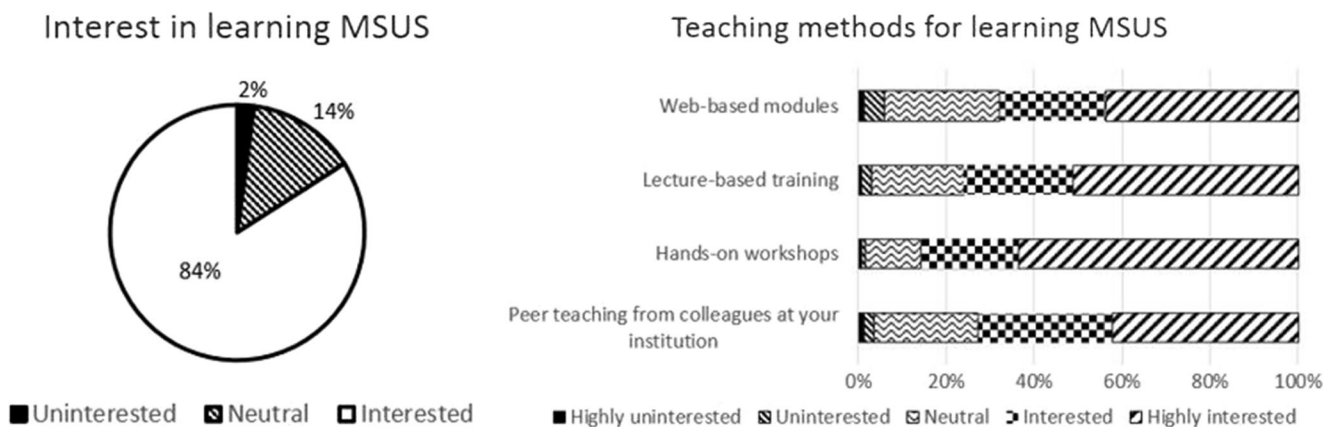 Interest in learning MSUS
2%
14%
84%
Uninterested Neutral Interested
Teaching methods for learning MSUS
Web-based modules
Lecture-based training
Hands-on workshops
Peer teaching from colleagues at your
institution
0% 20% 40% 60% 80% 100%
Highly uninterested Uninterested Neutral Interested Highly interested